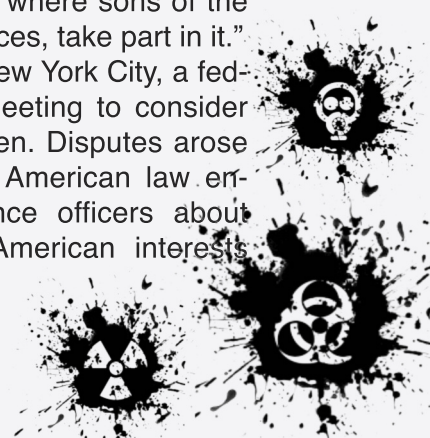 where sons of the
ces, take part in it.”
ew York City, a fed-
eeting to consider
en. Disputes arose
American law en-
nce officers about
American interests